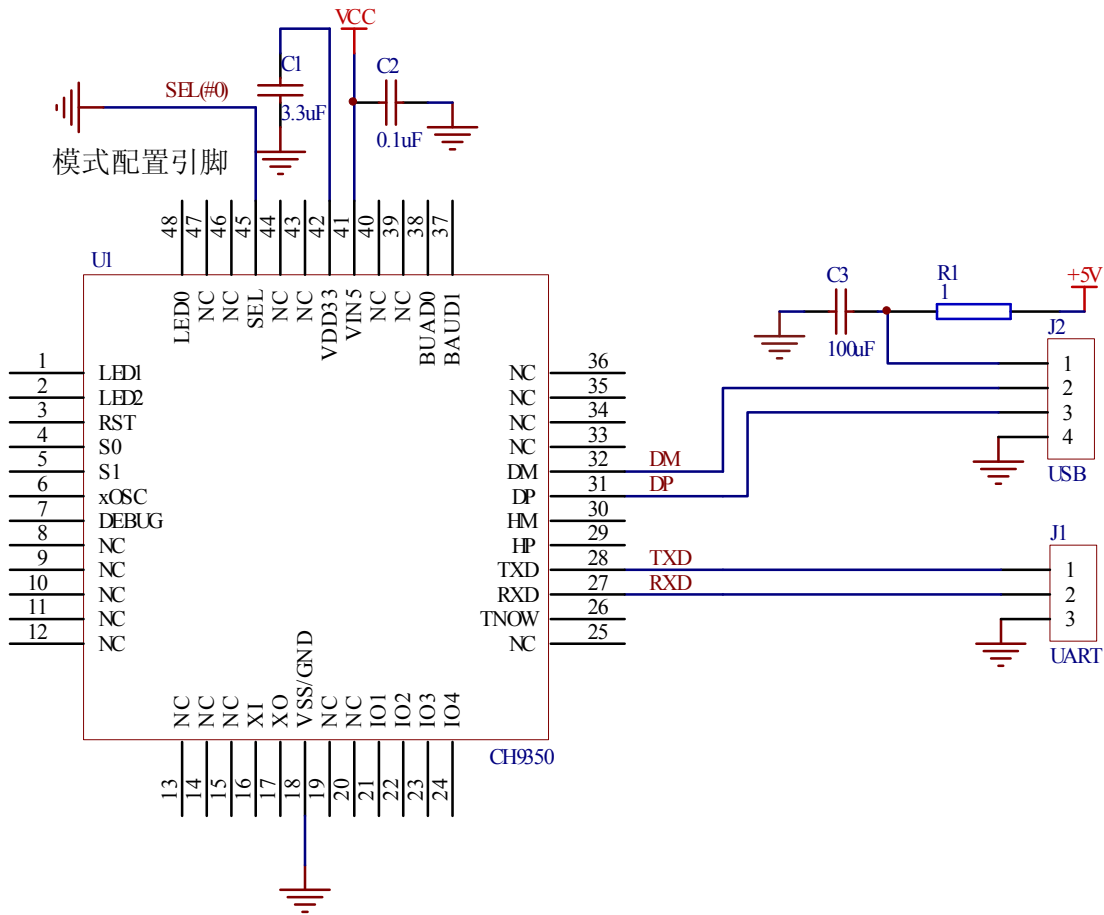 VCC
C1
3.3uF
C2
0.1uF
SEL(#0)
模式配置引脚
48
47
46
45
44
43
42
41
40
39
38
37
U1
LED0
NC
NC
SEL
NC
NC
VDD33
VIN5
NC
NC
BUAD0
BAUD1
1 LED1
2 LED2
3 RST
4 S0
5 S1
6 xOSC
7 DEBUG
8 NC
9 NC
10 NC
11 NC
12 NC
NC 36
NC 35
NC 34
NC 33
DM 32 DM
DP 31 DP
HM 30
HP 29
TXD 28 TXD
RXD 27 RXD
TNOW 26
NC 25
NC
NC
NC
XI
XO
VSS/GND
NC
NC
IO1
IO2
IO3
IO4
13
14
15
16
17
18
19
20
21
22
23
24
CH9350
C3
100uF
R1
1
+5V
J2
1
2
3
4
USB
J1
1
2
3
UART